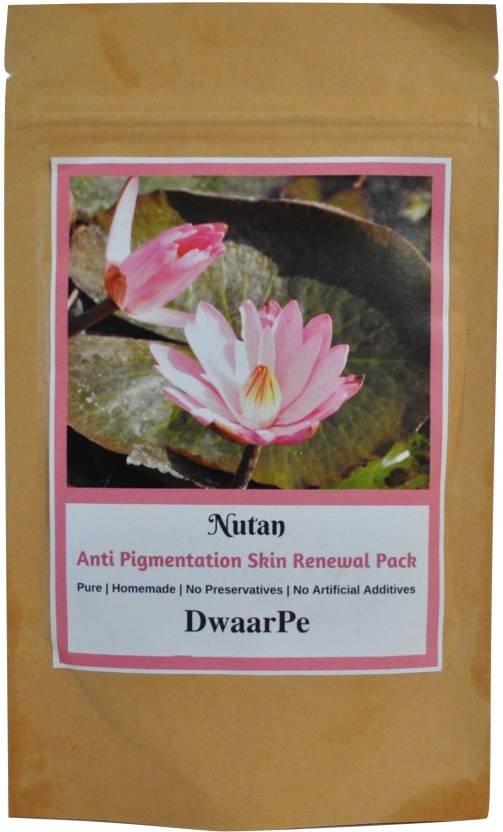 Nutan
Anti Pigmentation Skin Renewal Pack
Pure | Homemade | No Preservatives | No Artificial Additives
DwaarPe